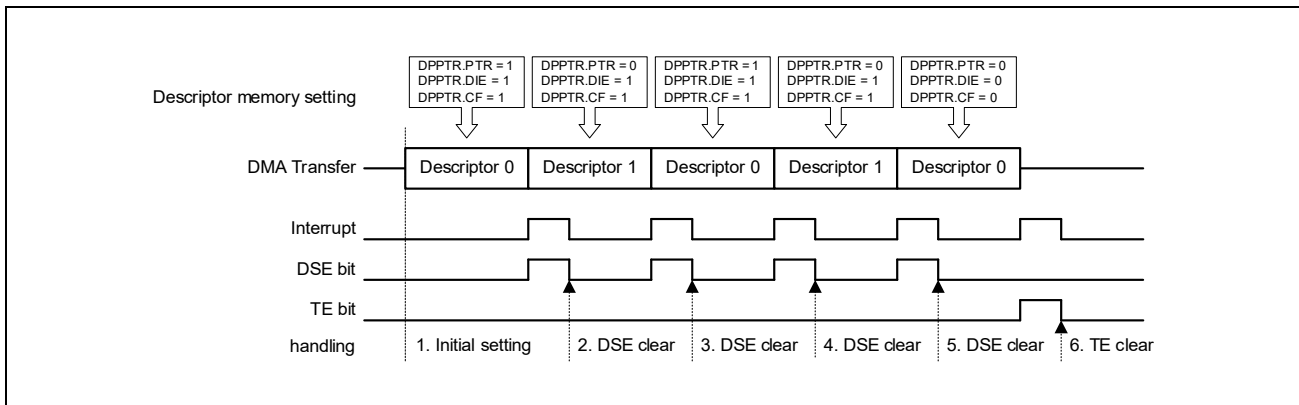 DPPTR.PTR = 1
DPPTR.DIE = 1
DPPTR.CF = 1
DPPTR.PTR = 0
DPPTR.DIE = 1
DPPTR.CF = 1
DPPTR.PTR = 1
DPPTR.DIE = 1
DPPTR.CF = 1
DPPTR.PTR = 0
DPPTR.DIE = 1
DPPTR.CF = 1
DPPTR.PTR = 0
DPPTR.DIE = 0
DPPTR.CF = 0
Descriptor memory setting
DMA Transfer
Descriptor 0
Descriptor 1
Descriptor 0
Descriptor 1
Descriptor 0
Interrupt
DSE bit
TE bit
handling
1. Initial setting
2. DSE clear
3. DSE clear
4. DSE clear
5. DSE clear
6. TE clear